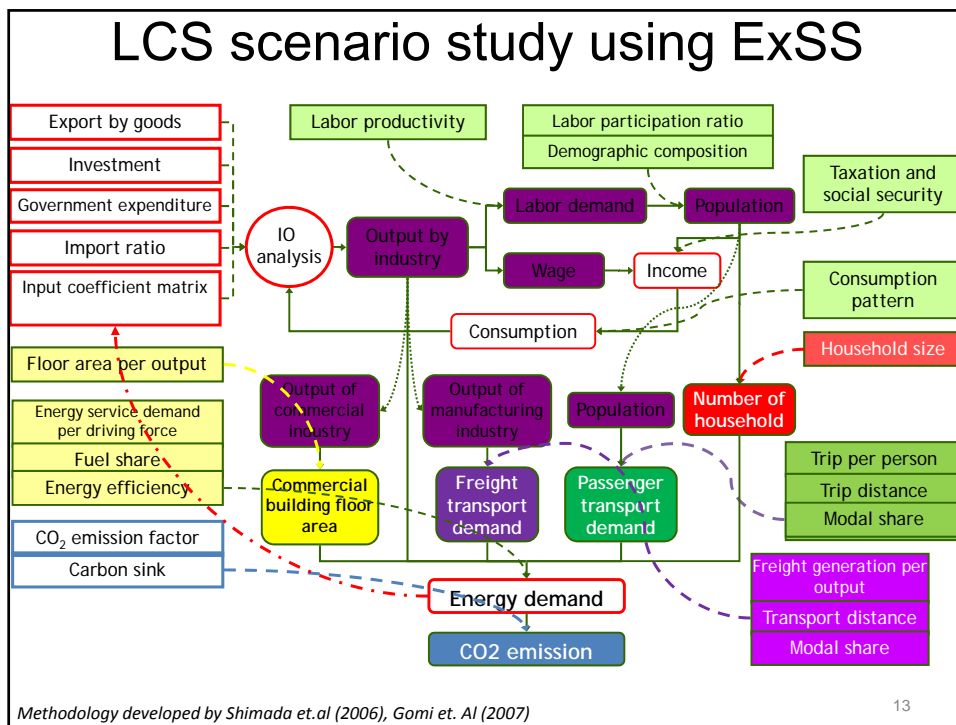 LCS scenario study using ExSS
Export by goods
Investment
Government expenditure
Import ratio
Input coefficient matrix
Labor productivity
Labor participation ratio
Demographic composition
Taxation and
social security
Consumption
pattern
IO
analysis
Output by
industry
Labor demand
Population
Wage
Income
Consumption
Floor area per output
Energy service demand
per driving force
Fuel share
Energy efficiency
CO₂ emission factor
Carbon sink
Output of
commercial
industry
Output of
manufacturing
industry
Population
Household size
Number of
household
Commercial
building floor
area
Freight
transport
demand
Passenger
transport
demand
Trip per person
Trip distance
Modal share
Freight generation per
output
Transport distance
Modal share
Energy demand
CO2 emission
Methodology developed by Shimada et.al (2006), Gomi et. Al (2007)
13